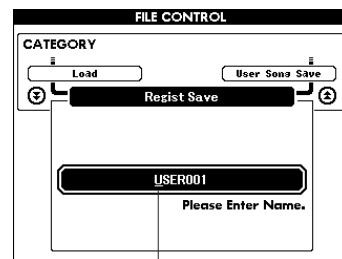 FILE CONTROL
CATEGORY
Load
User Song Save
Regist Save
USER001
Please Enter Name.